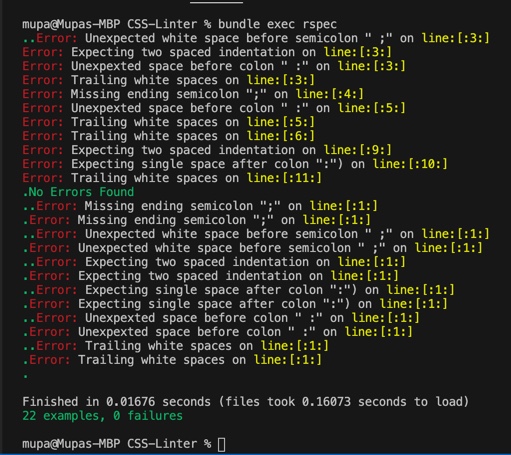 mupa@Mupas-MBP CSS-Linter % bundle exec rspec
..Error: Unexpected white space before semicolon " ;" on line:[:3:]
Error: Expecting two spaced indentation on line:[:3:]
Error: Unexpexted space before colon " :" on line:[:3:]
Error: Trailing white spaces on line:[:3:]
Error: Missing ending semicolon ";" on line:[:4:]
Error: Unexpexted space before colon " :" on line:[:5:]
Error: Trailing white spaces on line:[:5:]
Error: Trailing white spaces on line:[:6:]
Error: Expecting two spaced indentation on line:[:9:]
Error: Expecting single space after colon ":") on line:[:10:]
Error: Trailing white spaces on line:[:11:]
.No Errors Found
..Error: Missing ending semicolon ";" on line:[:1:]
.Error: Missing ending semicolon ";" on line:[:1:]
..Error: Unexpected white space before semicolon " ;" on line:[:1:]
.Error: Unexpected white space before semicolon " ;" on line:[:1:]
..Error: Expecting two spaced indentation on line:[:1:]
.Error: Expecting two spaced indentation on line:[:1:]
..Error: Expecting single space after colon ":") on line:[:1:]
.Error: Expecting single space after colon ":") on line:[:1:]
..Error: Unexpexted space before colon " :" on line:[:1:]
.Error: Unexpexted space before colon " :" on line:[:1:]
..Error: Trailing white spaces on line:[:1:]
.Error: Trailing white spaces on line:[:1:]
.
Finished in 0.01676 seconds (files took 0.16073 seconds to load)
22 examples, 0 failures
mupa@Mupas-MBP CSS-Linter %